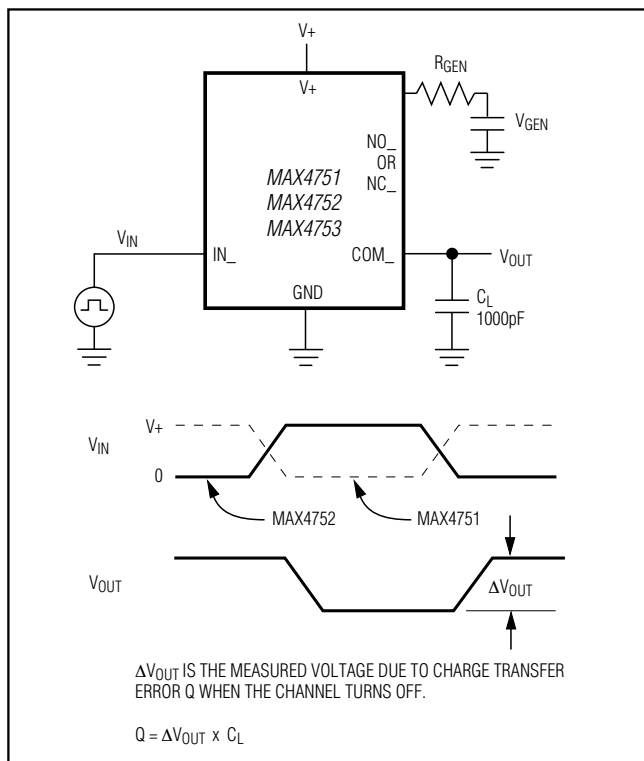 V+
V+
RGEN
VGEN
NO_
OR
NC_
MAX4751
MAX4752
MAX4753
VIN
IN_
COM_
VOUT
GND
CL
1000pF
VIN
V+
0
MAX4752
MAX4751
VOUT
ΔVOUT
ΔVOUT IS THE MEASURED VOLTAGE DUE TO CHARGE TRANSFER
ERROR Q WHEN THE CHANNEL TURNS OFF.
Q = ΔVOUT x CL